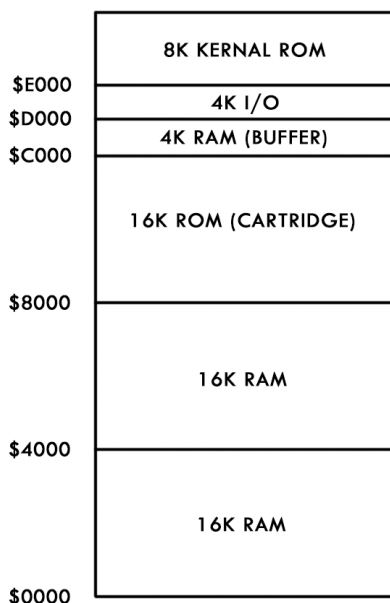 8K KERNAL ROM
$E000
4K I/O
$D000
4K RAM (BUFFER)
$C000
16K ROM (CARTRIDGE)
$8000
16K RAM
$4000
16K RAM
$0000